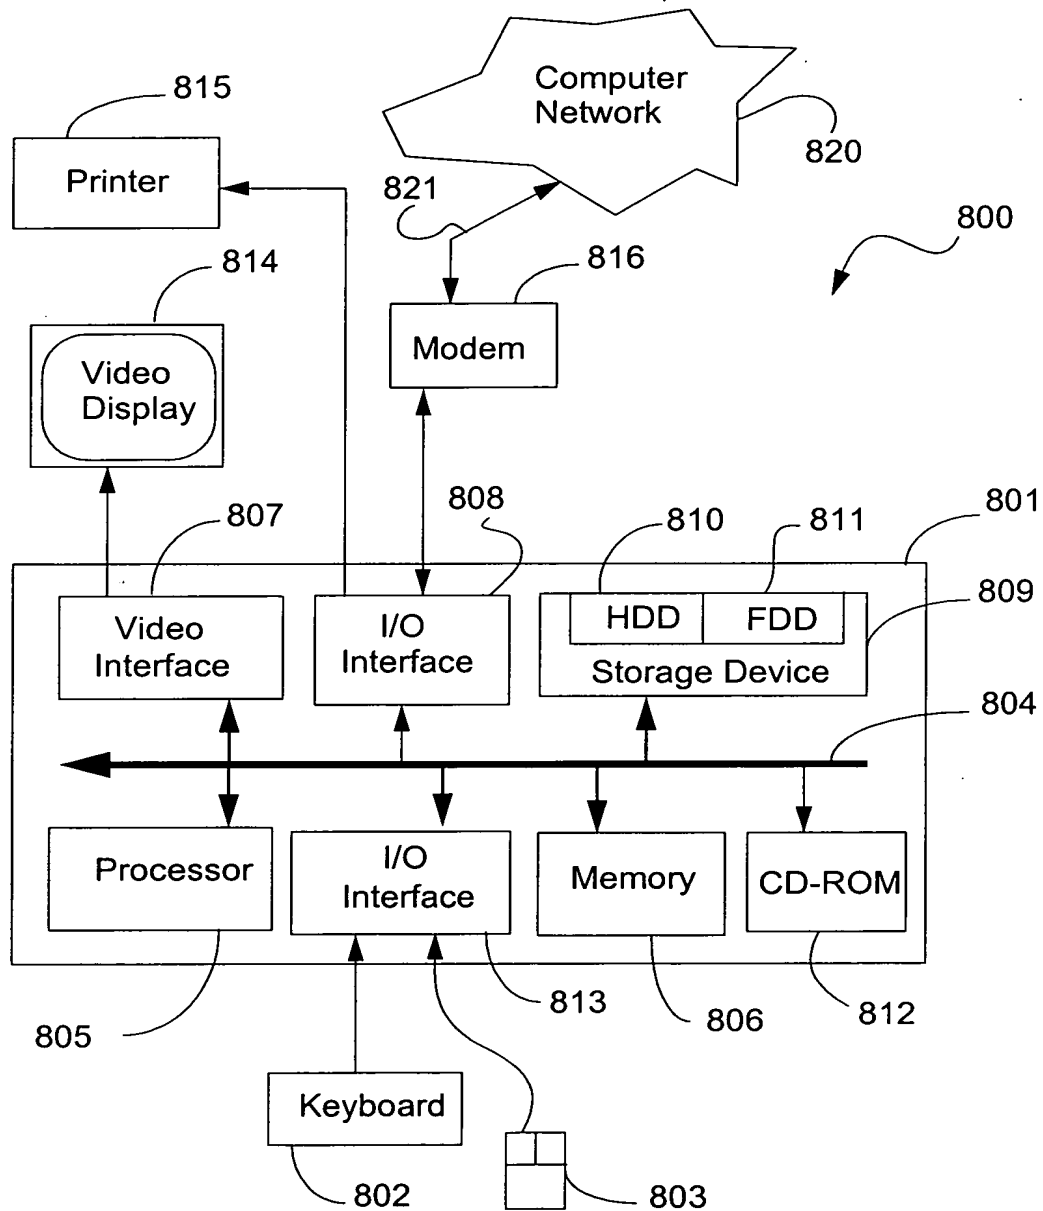 Computer
Network
815
820
Printer
821
800
814
816
Modem
Video
Display
808
807
810
811
801
809
Video
Interface
I/O
Interface
HDD
FDD
Storage Device
804
Processor
I/O
Interface
Memory
CD-ROM
805
813
806
812
Keyboard
802
803